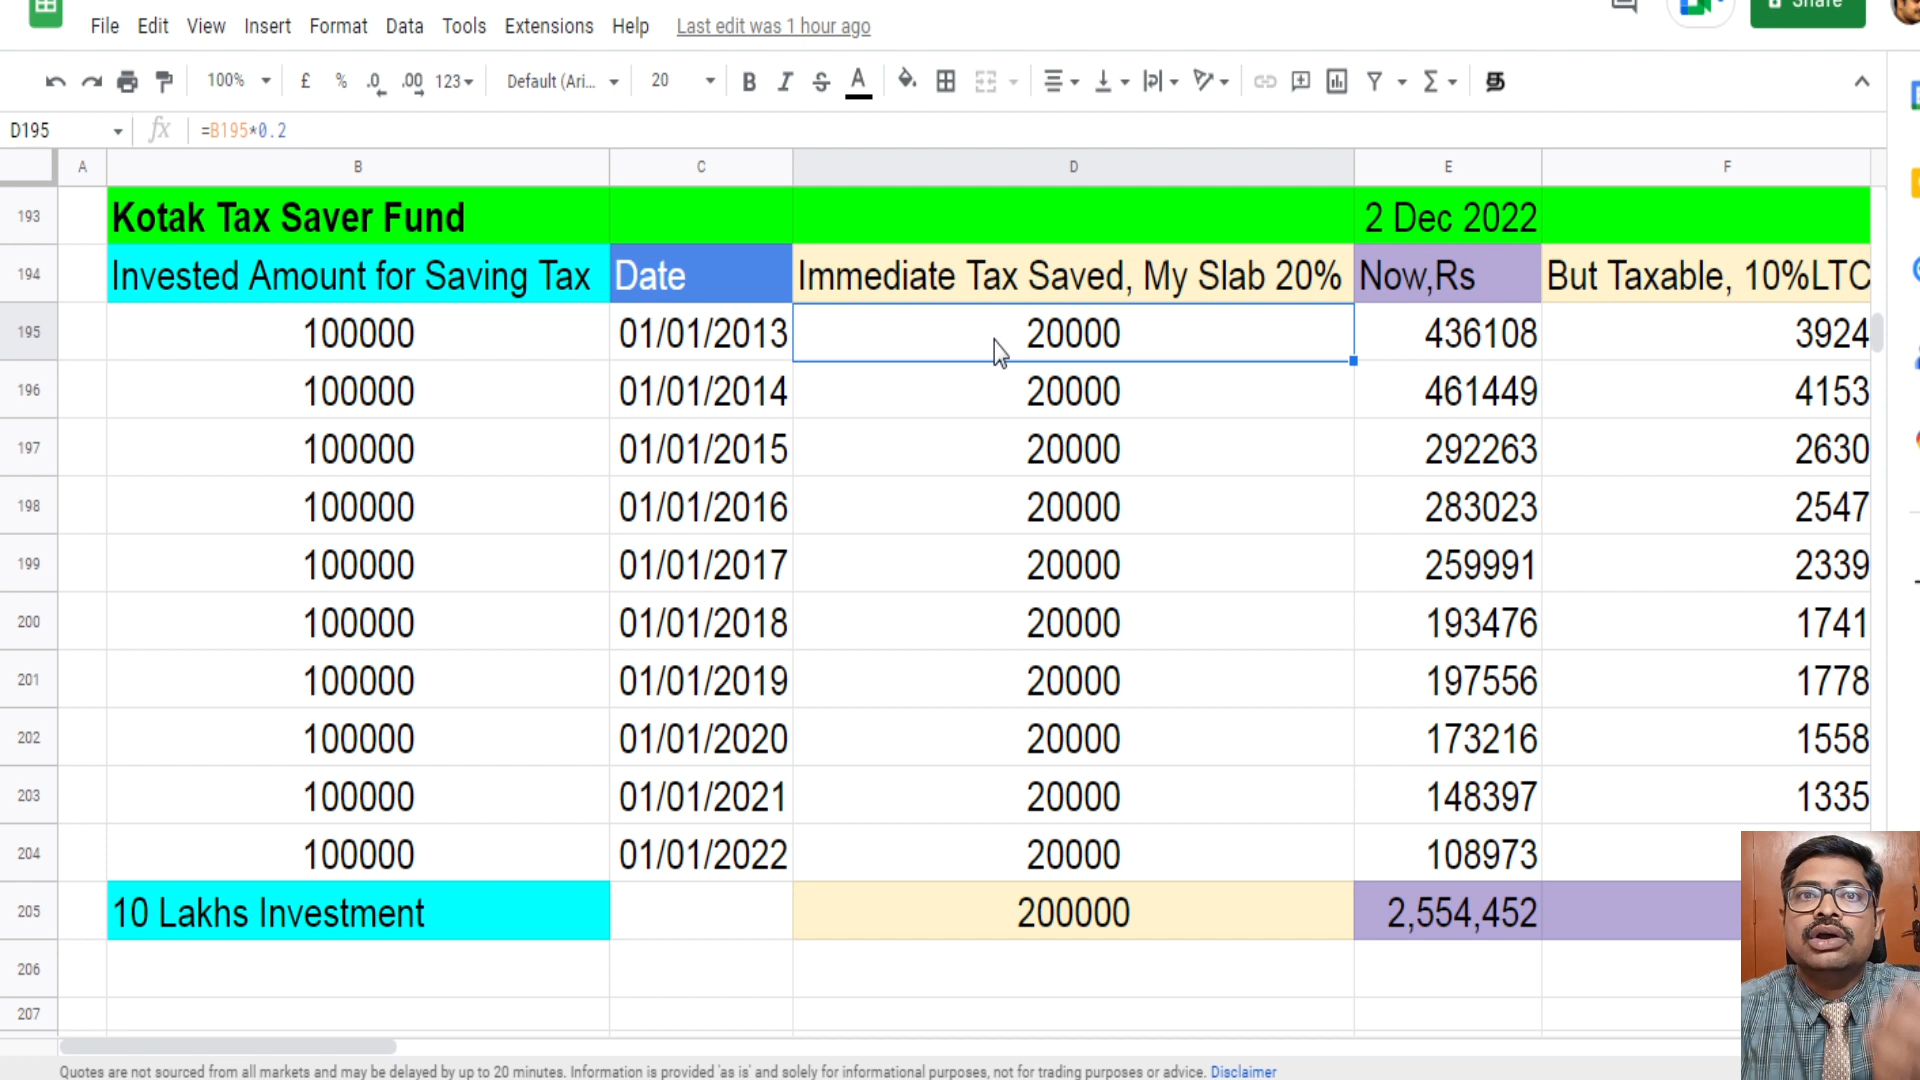 Share
File Edit View Insert Format Data Tools Extensions Help Last edit was 1 hour ago
100% £ % .0 .00 123 Default (Ari... 20 B I S A
D195 fx =B195*0.2
A B C D E F
193 Kotak Tax Saver Fund 2 Dec 2022
194 Invested Amount for Saving Tax Date Immediate Tax Saved, My Slab 20% Now,Rs But Taxable, 10%LTC
195 100000 01/01/2013 20000 436108 3924
196 100000 01/01/2014 20000 461449 4153
197 100000 01/01/2015 20000 292263 2630
198 100000 01/01/2016 20000 283023 2547
199 100000 01/01/2017 20000 259991 2339
200 100000 01/01/2018 20000 193476 1741
201 100000 01/01/2019 20000 197556 1778
202 100000 01/01/2020 20000 173216 1558
203 100000 01/01/2021 20000 148397 1335
204 100000 01/01/2022 20000 108973
205 10 Lakhs Investment 200000 2,554,452
206
207
Quotes are not sourced from all markets and may be delayed by up to 20 minutes. Information is provided 'as is' and solely for informational purposes, not for trading purposes or advice. Disclaimer